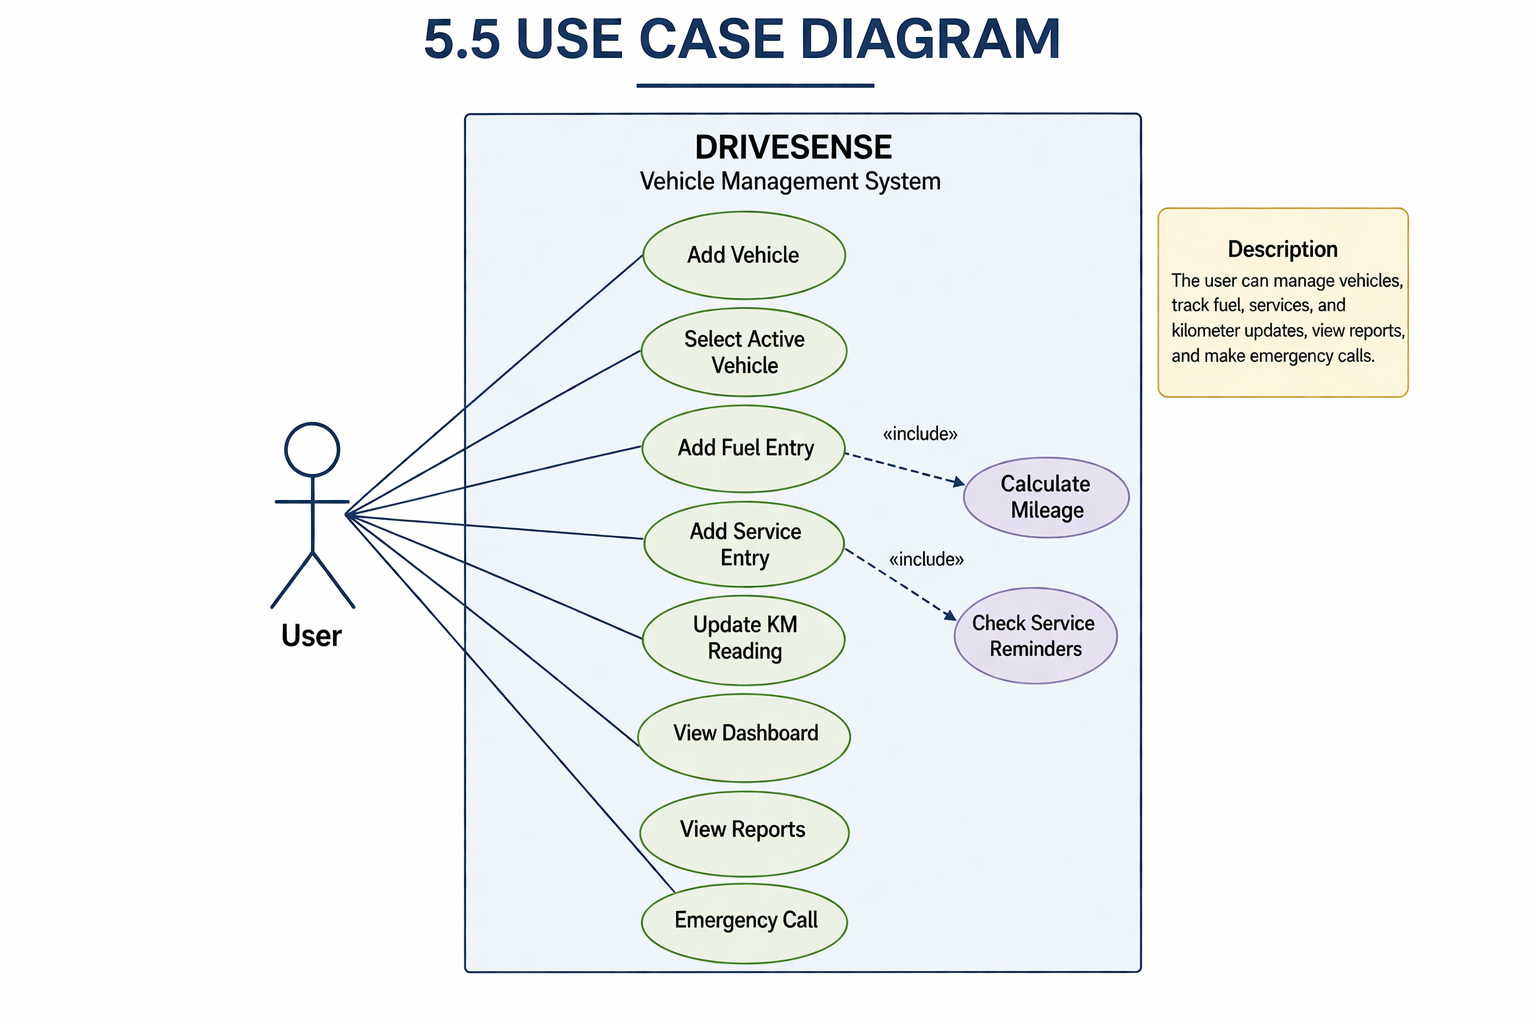 5.5 USE CASE DIAGRAM
DRIVESENSE
Vehicle Management System
Add Vehicle
Select Active
Vehicle
Add Fuel Entry
«include»
Calculate
Mileage
Add Service
Entry
«include»
Check Service
Reminders
Update KM
Reading
View Dashboard
View Reports
Emergency Call
User
Description
The user can manage vehicles,
track fuel, services, and
kilometer updates, view reports,
and make emergency calls.